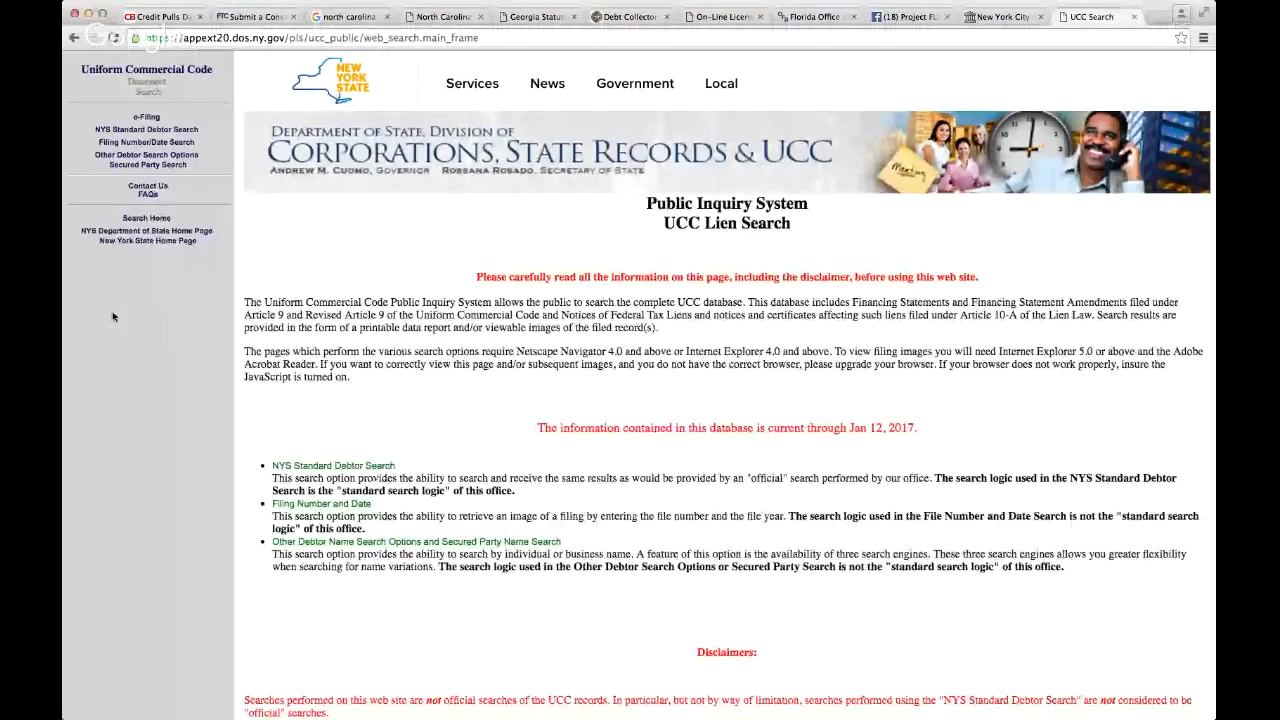 Credit Pulls Da
Submit a Cons
north carolina
North Carolina
Georgia Statut
Debt Collector
On-Line Licen
Florida Office
(18) Project FL
New York City
UCC Search
https://appext20.dos.ny.gov/pls/ucc_public/web_search.main_frame
Uniform Commercial Code
Document
Search
e-Filing
NYS Standard Debtor Search
Filing Number/Date Search
Other Debtor Search Options
Secured Party Search
Contact Us
FAQs
Search Home
NYS Department of State Home Page
New York State Home Page
NEW
YORK
STATE
Services News Government Local
DEPARTMENT OF STATE, DIVISION OF
CORPORATIONS, STATE RECORDS & UCC
ANDREW M. CUOMO, GOVERNOR ROSSANA ROSADO, SECRETARY OF STATE
Meeting
Public Inquiry System
UCC Lien Search
Please carefully read all the information on this page, including the disclaimer, before using this web site.
The Uniform Commercial Code Public Inquiry System allows the public to search the complete UCC database. This database includes Financing Statements and Financing Statement Amendments filed under
Article 9 and Revised Article 9 of the Uniform Commercial Code and Notices of Federal Tax Liens and notices and certificates affecting such liens filed under Article 10-A of the Lien Law. Search results are
provided in the form of a printable data report and/or viewable images of the filed record(s).
The pages which perform the various search options require Netscape Navigator 4.0 and above or Internet Explorer 4.0 and above. To view filing images you will need Internet Explorer 5.0 or above and the Adobe
Acrobat Reader. If you want to correctly view this page and/or subsequent images, and you do not have the correct browser, please upgrade your browser. If your browser does not work properly, insure the
JavaScript is turned on.
The information contained in this database is current through Jan 12, 2017.
NYS Standard Debtor Search
This search option provides the ability to search and receive the same results as would be provided by an "official" search performed by our office. The search logic used in the NYS Standard Debtor
Search is the "standard search logic" of this office.
Filing Number and Date
This search option provides the ability to retrieve an image of a filing by entering the file number and the file year. The search logic used in the File Number and Date Search is not the "standard search
logic" of this office.
Other Debtor Name Search Options and Secured Party Name Search
This search option provides the ability to search by individual or business name. A feature of this option is the availability of three search engines. These three search engines allows you greater flexibility
when searching for name variations. The search logic used in the Other Debtor Search Options or Secured Party Search is not the "standard search logic" of this office.
Disclaimers:
Searches performed on this web site are not official searches of the UCC records. In particular, but not by way of limitation, searches performed using the "NYS Standard Debtor Search" are not considered to be
"official" searches.